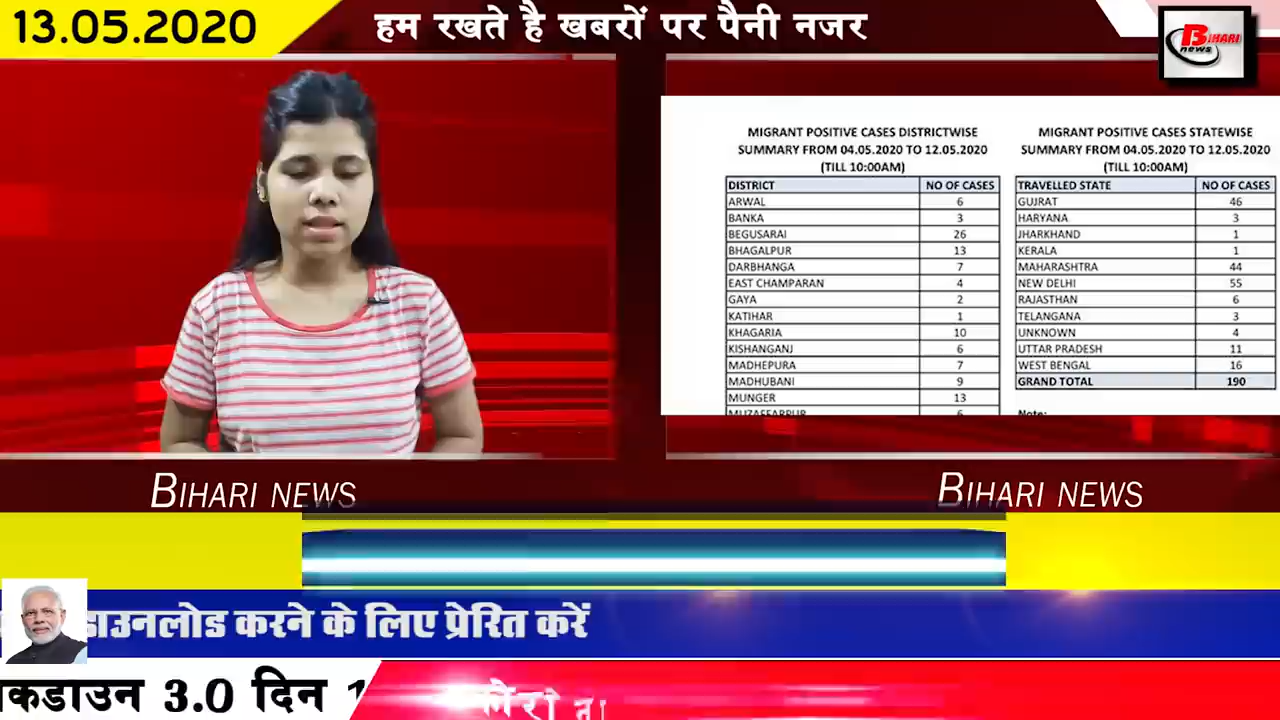 13.05.2020
हम रखते है खबरों पर पैनी नजर
BIHARI
news
MIGRANT POSITIVE CASES DISTRICTWISE
SUMMARY FROM 04.05.2020 TO 12.05.2020
(TILL 10:00AM)
DISTRICT NO OF CASES
ARWAL 6
BANKA 3
BEGUSARAI 26
BHAGALPUR 13
DARBHANGA 7
EAST CHAMPARAN 4
GAYA 2
KATIHAR 1
KHAGARIA 10
KISHANGANJ 6
MADHEPURA 7
MADHUBANI 9
MUNGER 13
MUZAFFARPUR 6
MIGRANT POSITIVE CASES STATEWISE
SUMMARY FROM 04.05.2020 TO 12.05.2020
(TILL 10:00AM)
TRAVELLED STATE NO OF CASES
GUJRAT 46
HARYANA 3
JHARKHAND 1
KERALA 1
MAHARASHTRA 44
NEW DELHI 55
RAJASTHAN 6
TELANGANA 3
UNKNOWN 4
UTTAR PRADESH 11
WEST BENGAL 16
GRAND TOTAL 190
Note:
BIHARI NEWS
BIHARI NEWS
डाउनलोड करने के लिए प्रेरित करें
कडाउन 3.0 दिन 1